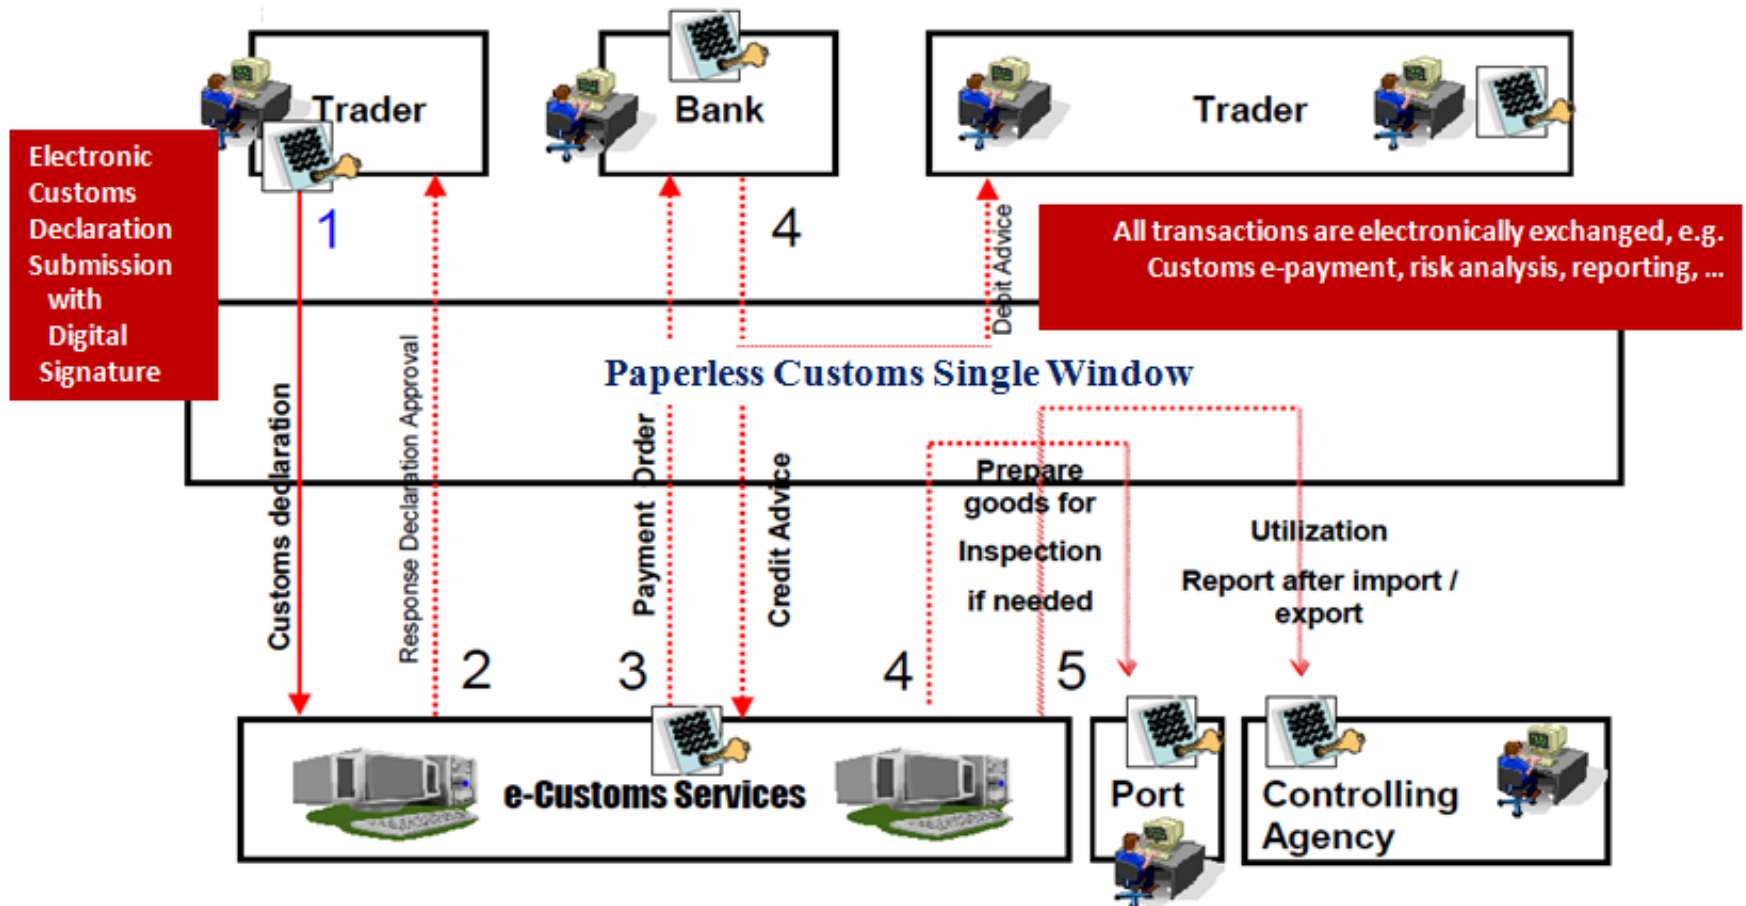 Trader
Bank
Trader
Electronic
Customs
Declaration
Submission
with
Digital
Signature
1
4
Debit Advice
All transactions are electronically exchanged, e.g.
Customs e-payment, risk analysis, reporting, ...
Paperless Customs Single Window
Customs declaration
Response Declaration Approval
Payment Order
Credit Advice
Prepare
goods for
Inspection
if needed
Utilization
Report after import /
export
2
3
4
5
e-Customs Services
Port
Controlling
Agency